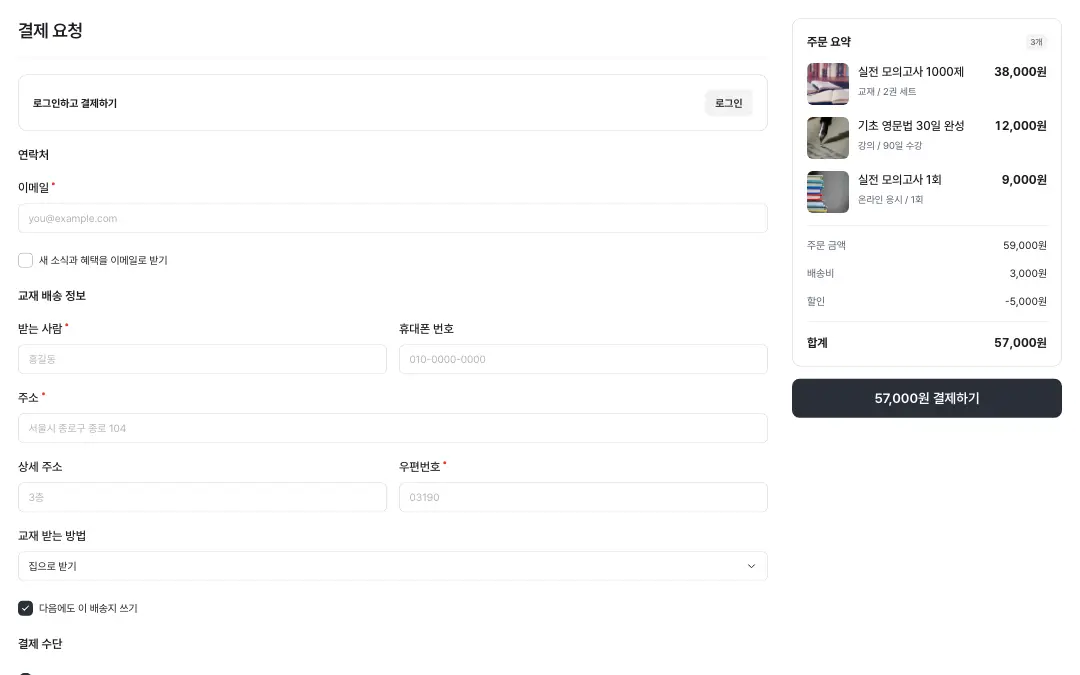 결제 요청
로그인하고 결제하기
로그인
연락처
이메일*
you@example.com
새 소식과 혜택을 이메일로 받기
교재 배송 정보
받는 사람*
휴대폰 번호
홍길동
010-0000-0000
주소*
서울시 종로구 종로 104
상세 주소
우편번호*
3층
03190
교재 받는 방법
집으로 받기
다음에도 이 배송지 쓰기
결제 수단
주문 요약
3개
실전 모의고사 1000제
38,000원
교재 / 2권 세트
기초 영문법 30일 완성
12,000원
강의 / 90일 수강
실전 모의고사 1회
9,000원
온라인 응시 / 1회
주문 금액
59,000원
배송비
3,000원
할인
-5,000원
합계
57,000원
57,000원 결제하기